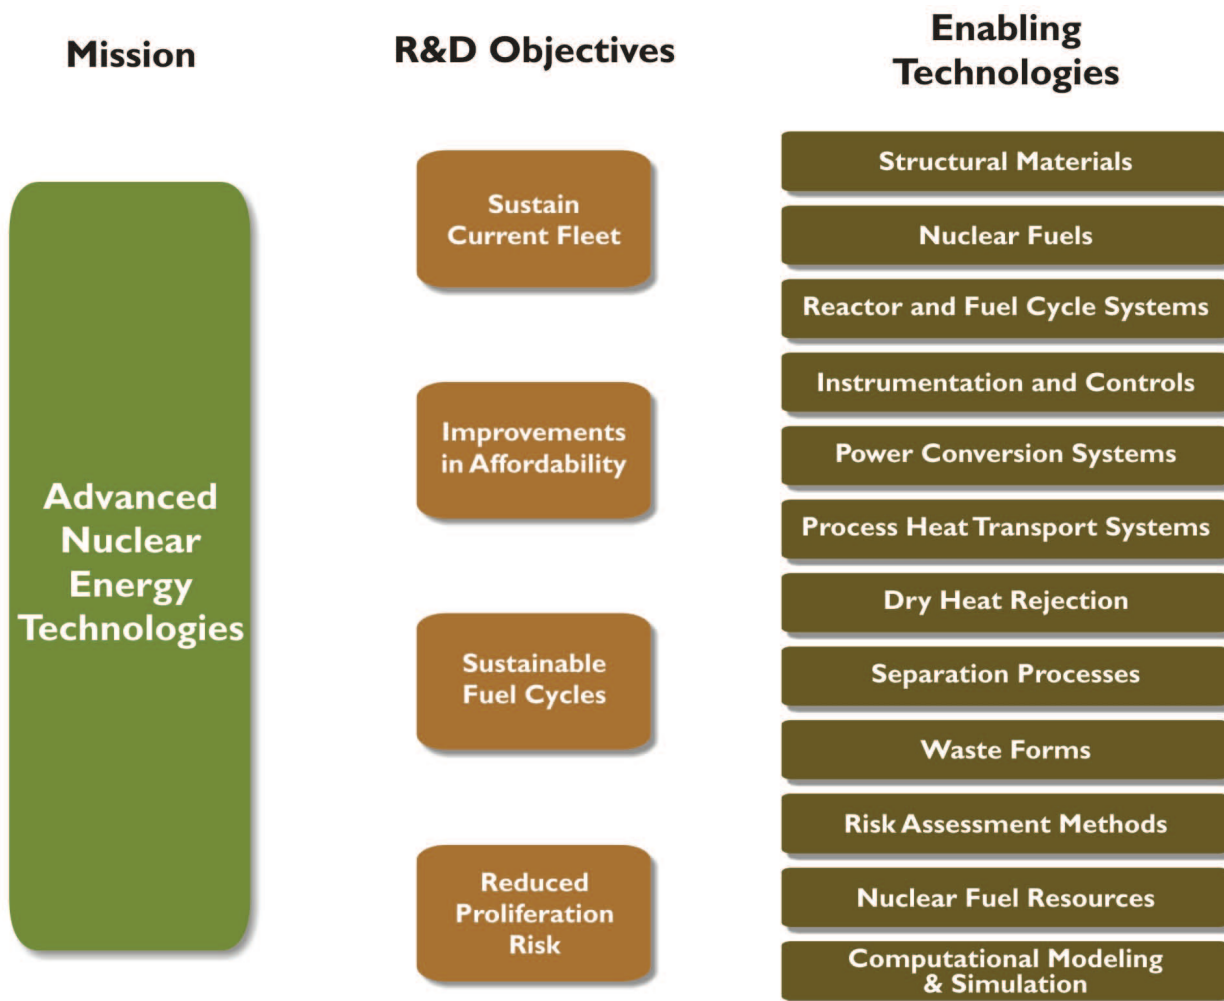 Mission
R&D Objectives
Enabling
Technologies
Advanced
Nuclear
Energy
Technologies
Sustain
Current Fleet
Improvements
in Affordability
Sustainable
Fuel Cycles
Reduced
Proliferation
Risk
Structural Materials
Nuclear Fuels
Reactor and Fuel Cycle Systems
Instrumentation and Controls
Power Conversion Systems
Process Heat Transport Systems
Dry Heat Rejection
Separation Processes
Waste Forms
Risk Assessment Methods
Nuclear Fuel Resources
Computational Modeling
& Simulation